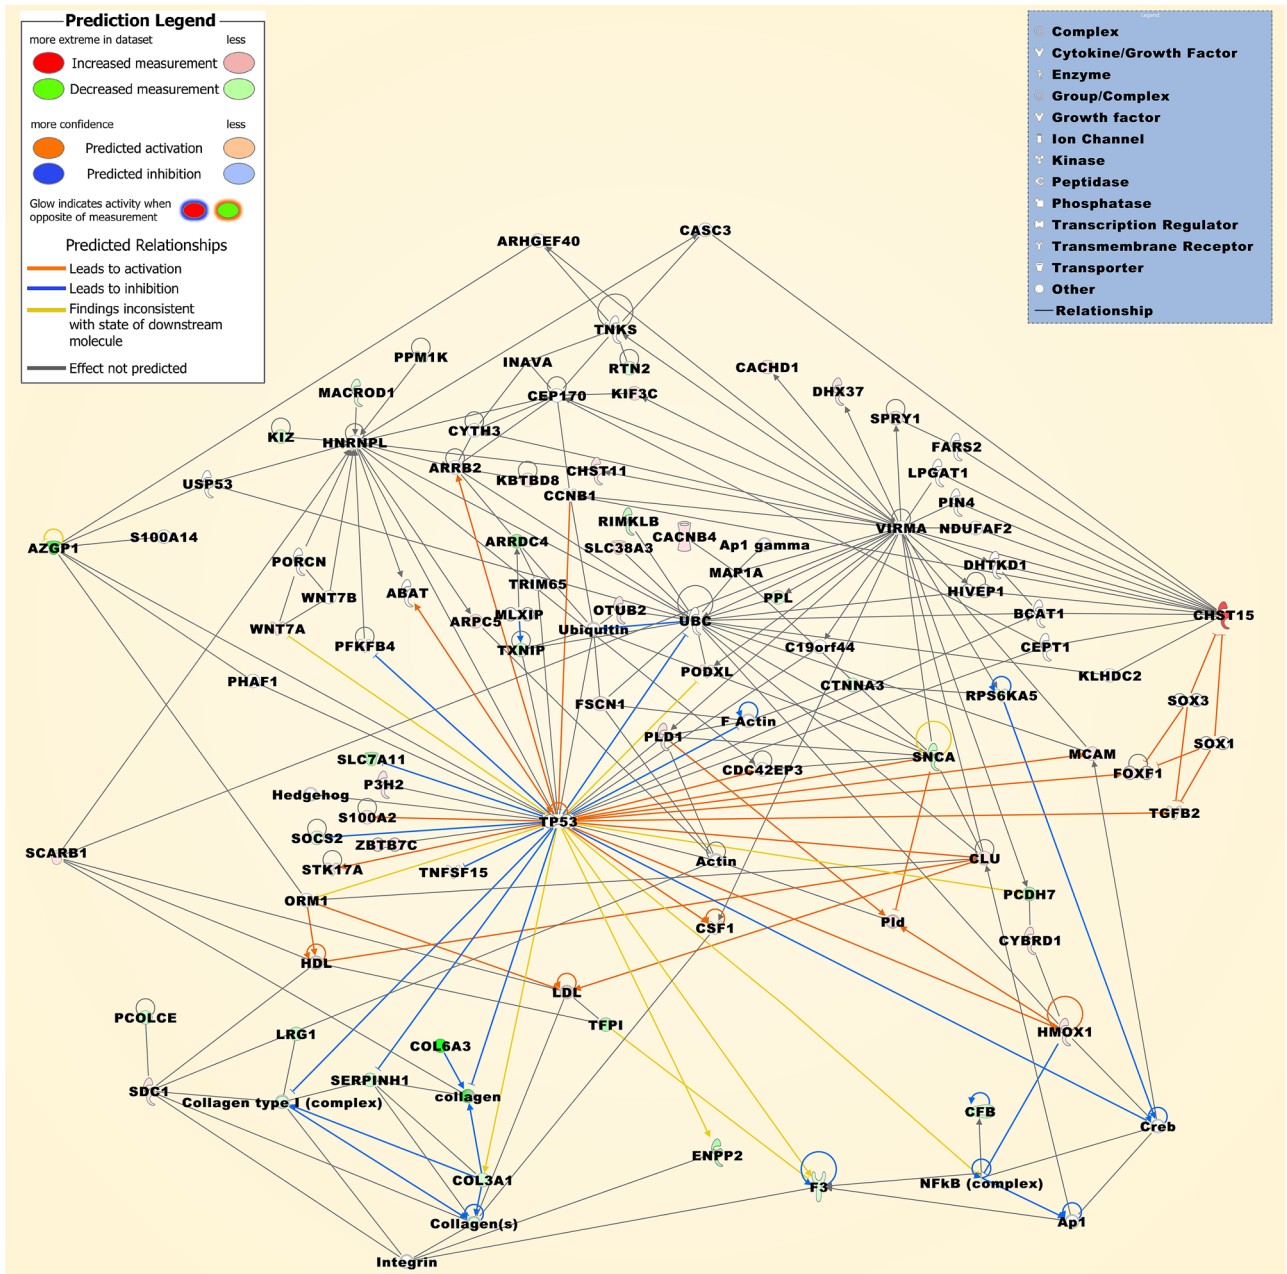 Prediction Legend
more extreme in dataset less
Increased measurement
Decreased measurement
more confidence less
Predicted activation
Predicted inhibition
Glow indicates activity when
opposite of measurement
Predicted Relationships
Leads to activation
Leads to inhibition
Findings inconsistent
with state of downstream
molecule
Effect not predicted
Legend
Complex
Cytokine/Growth Factor
Enzyme
Group/Complex
Growth factor
Ion Channel
Kinase
Peptidase
Phosphatase
Transcription Regulator
Transmembrane Receptor
Transporter
Other
Relationship
CASC3
ARHGEF40
TNKS
PPM1K
INAVA
RTN2
CACHD1
MACROD1
CEP170
KIF3C
DHX37
SPRY1
KIZ
HNRNPL
CYTH3
FARS2
ARRB2
CHST11
LPGAT1
USP53
KBTBD8
CCNB1
PIN4
RIMKLB
VIRMA
NDUFAF2
S100A14
AZGP1
ARRDC4
SLC38A3
CACNB4
Ap1 gamma
PORCN
MAP1A
DHTKD1
TRIM65
HIVEP1
WNT7B
ABAT
PPL
OTUB2
BCAT1
CHST15
WNT7A
ARPC5
MLXIP
Ubiquitin
UBC
PFKFB4
TXNIP
C19orf44
CEPT1
PHAF1
PODXL
CTNNA3
KLHDC2
RPS6KA5
FSCN1
SOX3
F Actin
PLD1
SOX1
SLC7A11
SNCA
MCAM
CDC42EP3
FOXF1
P3H2
Hedgehog
S100A2
TP53
TGFB2
SOCS2
ZBTB7C
SCARB1
STK17A
TNFSF15
Actin
CLU
ORM1
PCDH7
CSF1
Pld
CYBRD1
HDL
LDL
PCOLCE
LRG1
TFPI
HMOX1
COL6A3
SDC1
SERPINH1
Collagen type I (complex)
collagen
CFB
Creb
ENPP2
COL3A1
F3
NFkB (complex)
Collagen(s)
Ap1
Integrin